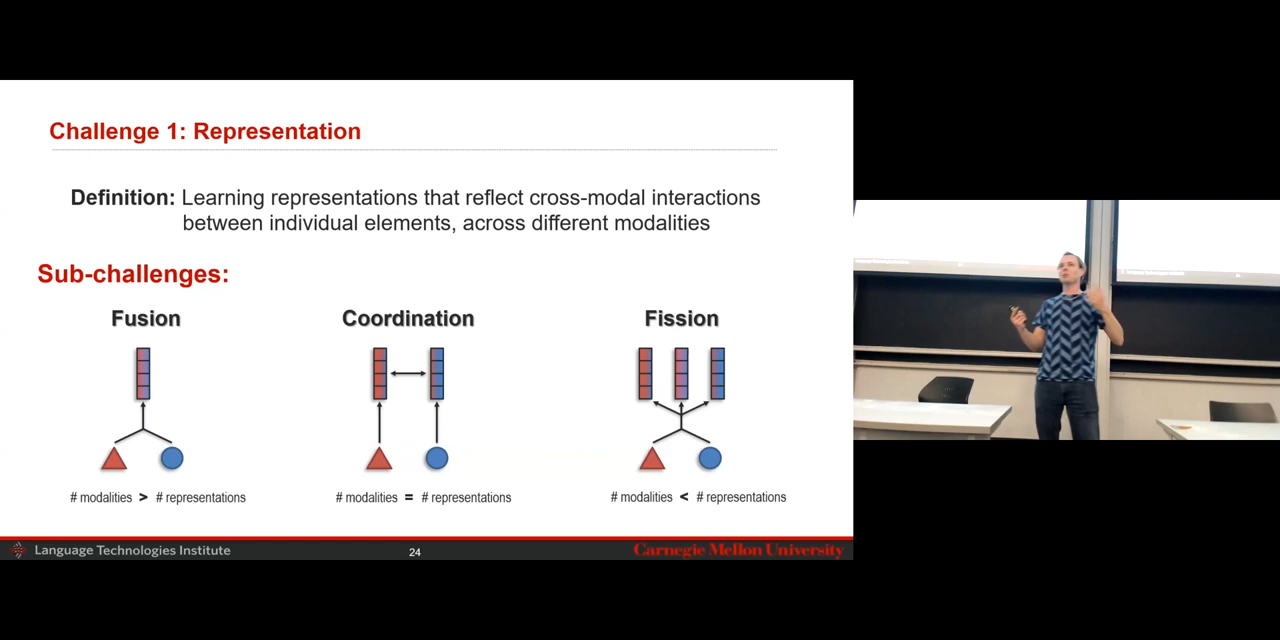 Challenge 1: Representation
Definition: Learning representations that reflect cross-modal interactions
between individual elements, across different modalities
Sub-challenges:
Fusion
Coordination
Fission
# modalities > # representations
# modalities = # representations
# modalities < # representations
Language Technologies Institute
24
Carnegie Mellon University